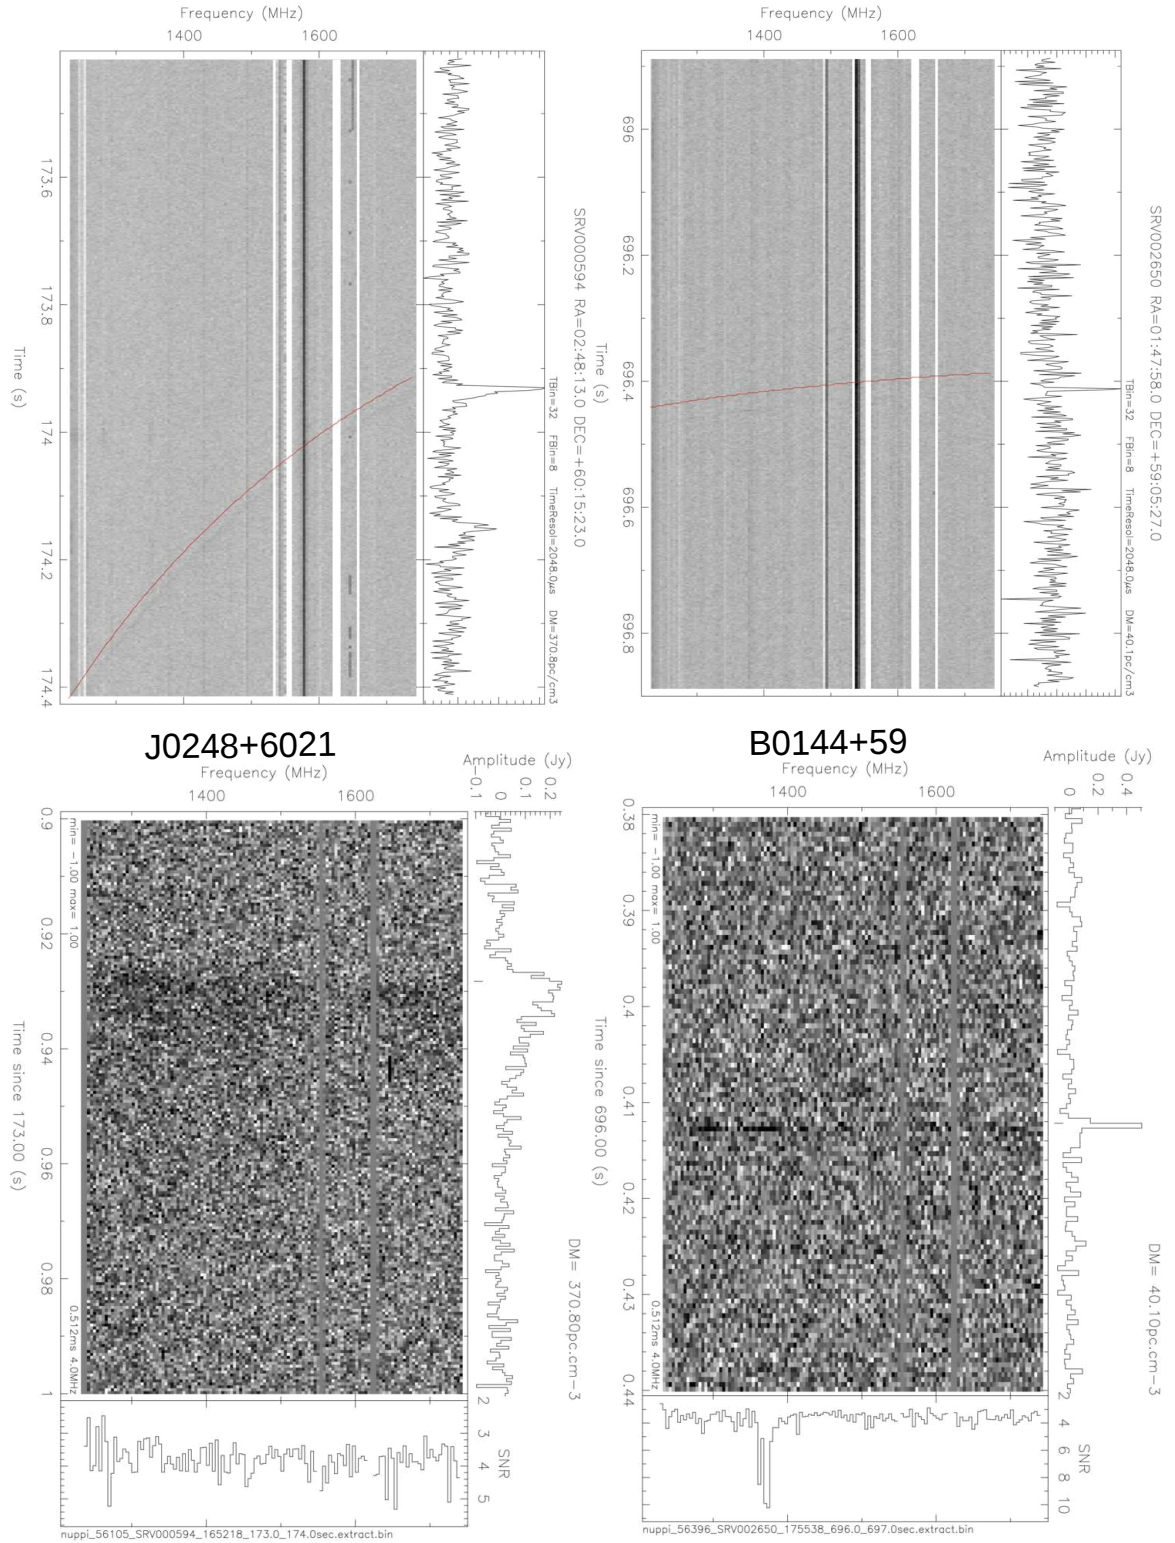 Frequency (MHz)
1400 1600
173.6 173.8 174 174.2 174.4
Time (s)
SRV000594 RA=02:48:13.0 DEC=+60:15:23.0
TBin=32 FBin=8 TimeResol=2048.0μs DM=370.8pc/cm3
Frequency (MHz)
1400 1600
696 696.2 696.4 696.6 696.8
Time (s)
SRV002650 RA=01:47:58.0 DEC=+59:05:27.0
TBin=32 FBin=8 TimeResol=2048.0μs DM=40.1pc/cm3
J0248+6021
Frequency (MHz)
1400 1600
Amplitude (Jy)
-0.1 0 0.1 0.2
0.9 0.92 0.94 0.96 0.98 1
Time since 173.00 (s)
min= -1.00 max= 1.00
0.512ms 4.0MHz
DM= 370.80pc.cm-3
2 3 4 5
SNR
nuppi_56105_SRV000594_165218_173.0_174.0sec.extract.bin
B0144+59
Frequency (MHz)
1400 1600
Amplitude (Jy)
0 0.2 0.4
0.38 0.39 0.4 0.41 0.42 0.43 0.44
Time since 696.00 (s)
min= -1.00 max= 1.00
0.512ms 4.0MHz
DM= 40.10pc.cm-3
2 4 6 8 10
SNR
nuppi_56396_SRV002650_175538_696.0_697.0sec.extract.bin